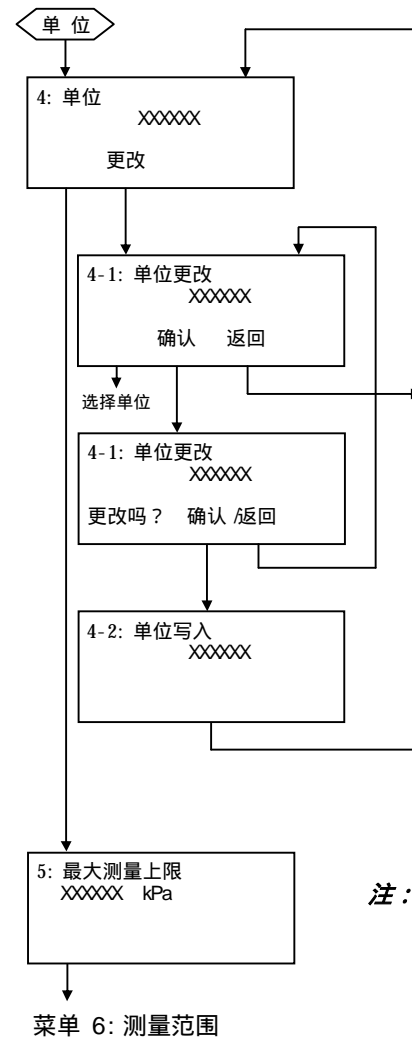 单 位
4: 单位
XXXXXX
更改
4-1: 单位更改
XXXXXX
确认 返回
选择单位
4-1: 单位更改
XXXXXX
更改吗？ 确认 /返回
4-2: 单位写入
XXXXXX
5: 最大测量上限
XXXXXX kPa
注：
菜单 6: 测量范围